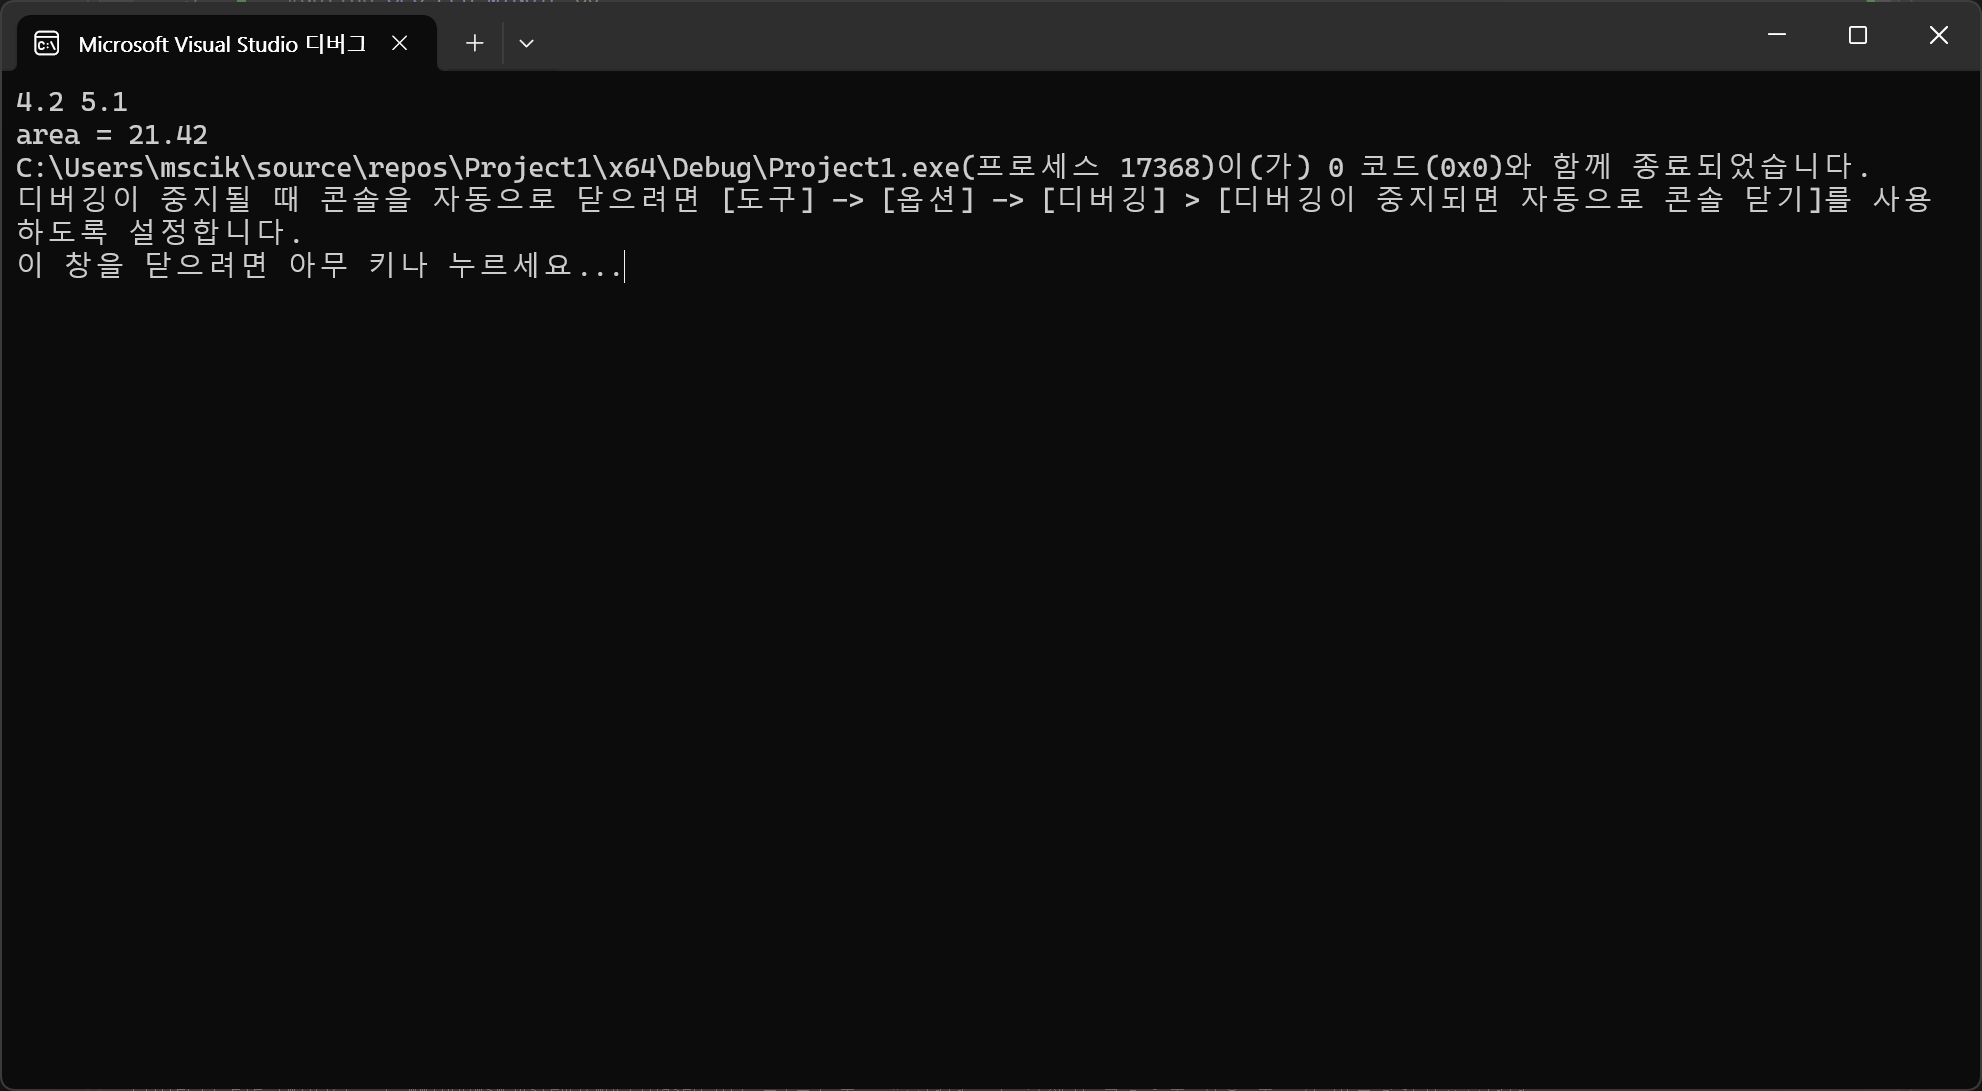 Microsoft Visual Studio 디버그
4.2 5.1
area = 21.42
C:\Users\mscik\source\repos\Project1\x64\Debug\Project1.exe(프로세스 17368)이(가) 0 코드(0x0)와 함께 종료되었습니다.
디버깅이 중지될 때 콘솔을 자동으로 닫으려면 [도구] -> [옵션] -> [디버깅] > [디버깅이 중지되면 자동으로 콘솔 닫기]를 사용
하도록 설정합니다.
이 창을 닫으려면 아무 키나 누르세요...